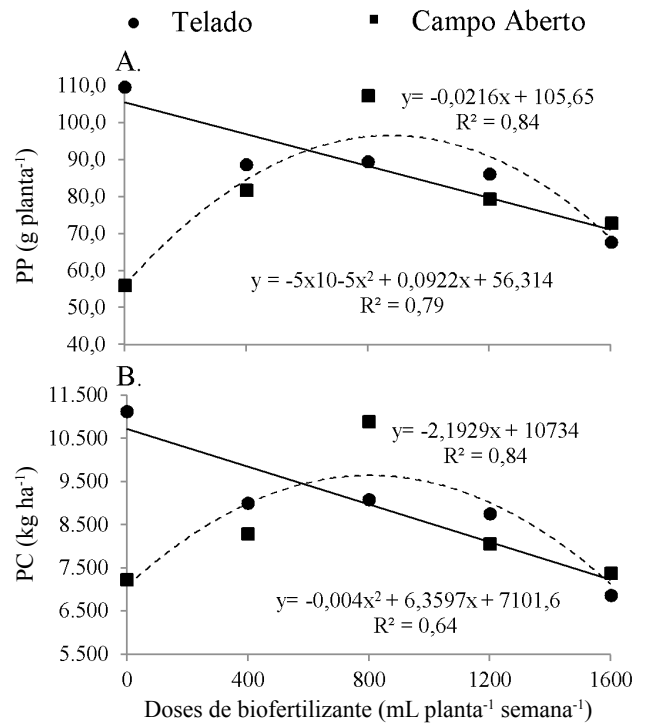 Telado
Campo Aberto
A.
110,0
100,0
90,0
80,0
70,0
60,0
50,0
40,0
PP (g planta⁻¹)
y= -0,0216x + 105,65
R² = 0,84
y = -5x10-5x² + 0,0922x + 56,314
R² = 0,79
B.
11.500
10.500
9.500
8.500
7.500
6.500
5.500
PC (kg ha⁻¹)
y= -2,1929x + 10734
R² = 0,84
y= -0,004x² + 6,3597x + 7101,6
R² = 0,64
0 400 800 1200 1600
Doses de biofertilizante (mL planta⁻¹ semana⁻¹)